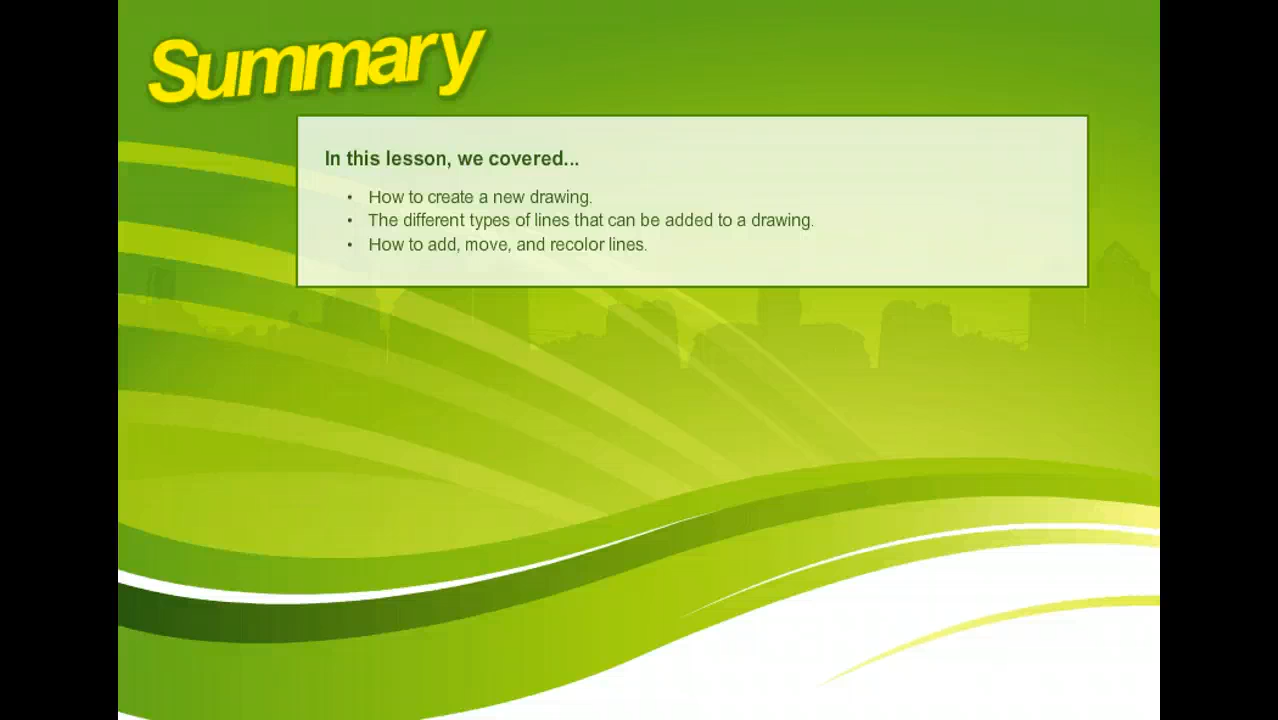 Summary
In this lesson, we covered...
• How to create a new drawing.
• The different types of lines that can be added to a drawing.
• How to add, move, and recolor lines.